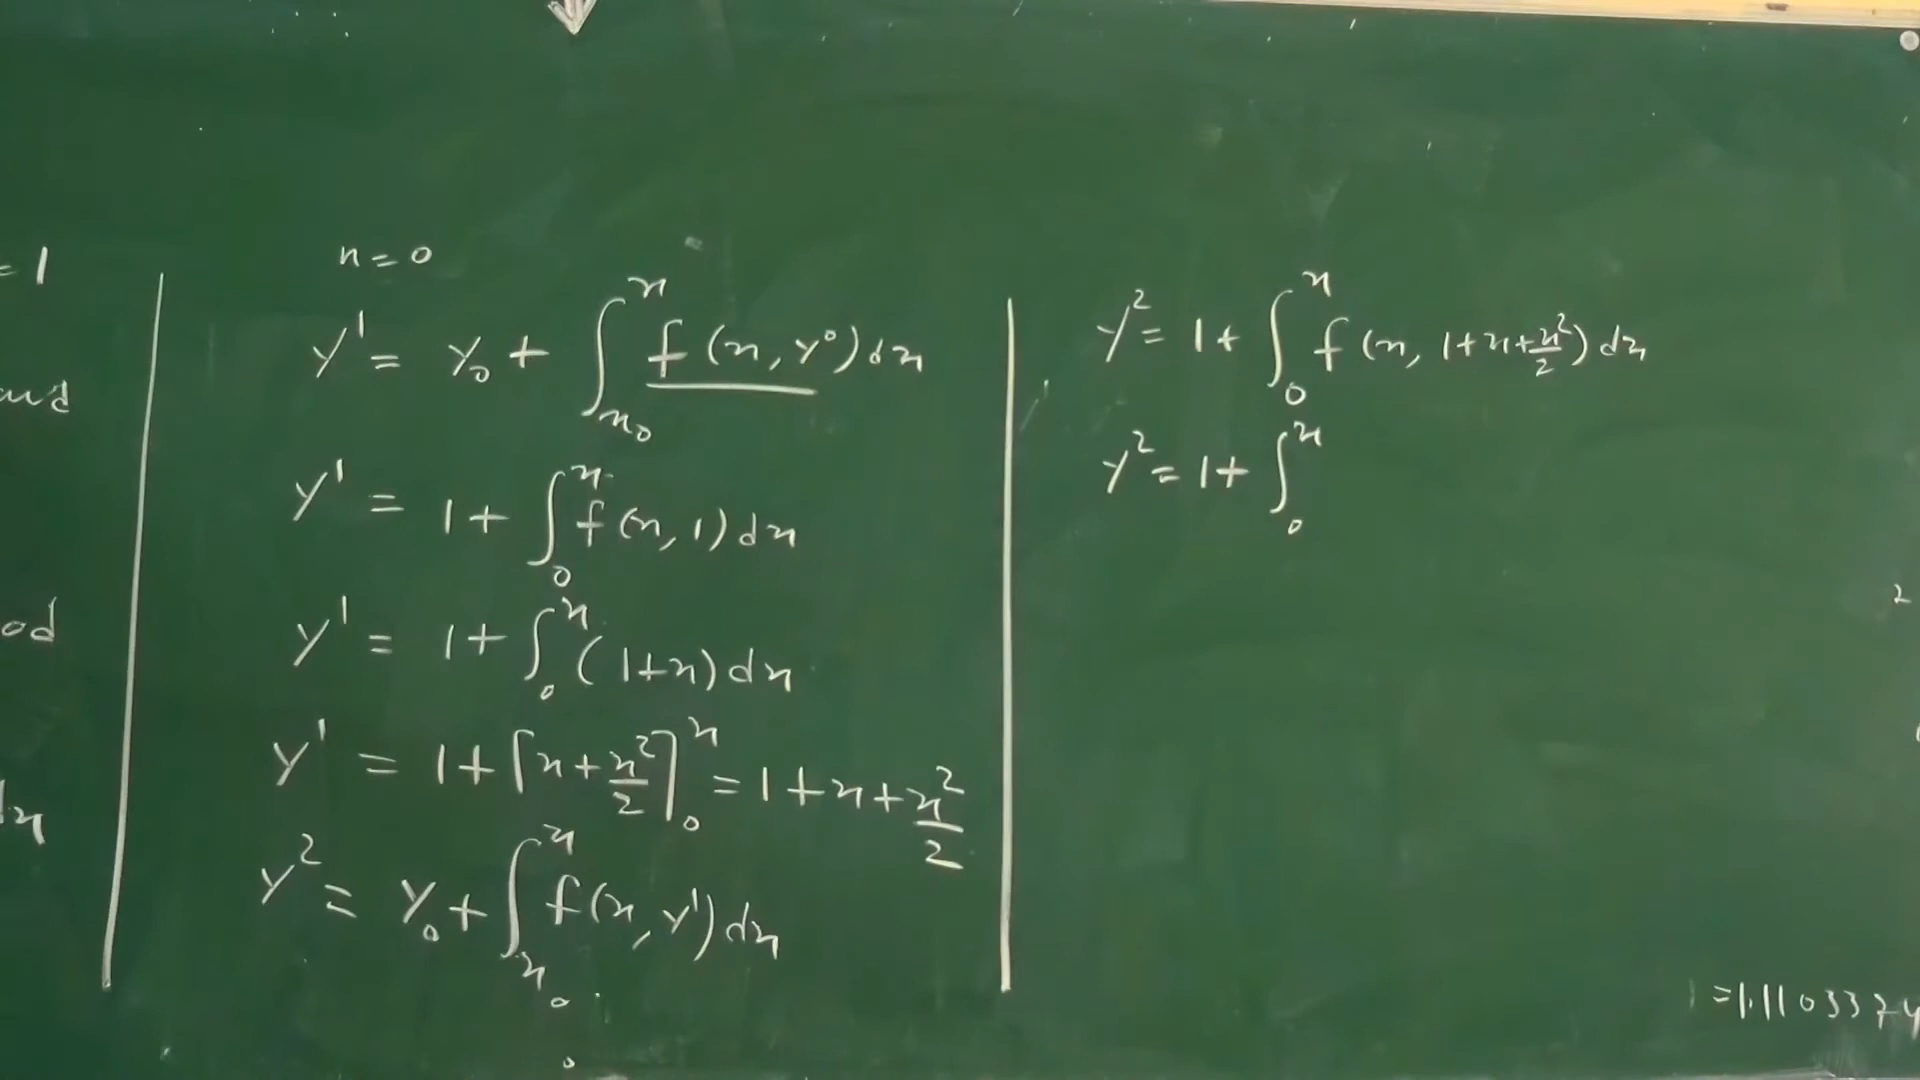 = 1
od
n = 0
y¹ = y₀ + ∫ₓ₀ˣ f(x, y⁰) dx
y¹ = 1 + ∫₀ˣ f(x, 1) dx
y¹ = 1 + ∫₀ˣ (1+x) dx
y¹ = 1 + [x + x²/2]₀ˣ = 1 + x + x²/2
y² = y₀ + ∫ₓ₀ˣ f(x, y¹) dx
y² = 1 + ∫₀ˣ f(x, 1+x+x²/2) dx
y² = 1 + ∫₀ˣ
2